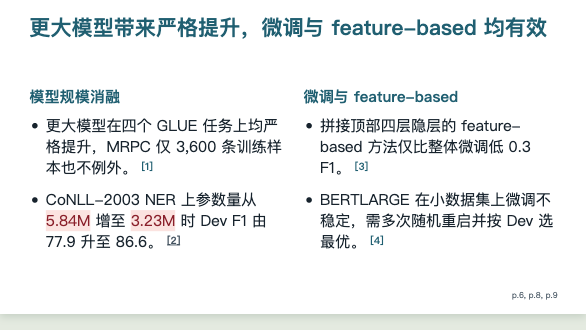 更大模型带来严格提升，微调与 feature-based 均有效
模型规模消融
• 更大模型在四个 GLUE 任务上均严
格提升，MRPC 仅 3,600 条训练样
本也不例外。 [1]
• CoNLL-2003 NER 上参数量从
5.84M 增至 3.23M 时 Dev F1 由
77.9 升至 86.6。 [2]
微调与 feature-based
• 拼接顶部四层隐层的 feature-
based 方法仅比整体微调低 0.3
F1。 [3]
• BERTLARGE 在小数据集上微调不
稳定，需多次随机重启并按 Dev 选
最优。 [4]
p.6, p.8, p.9